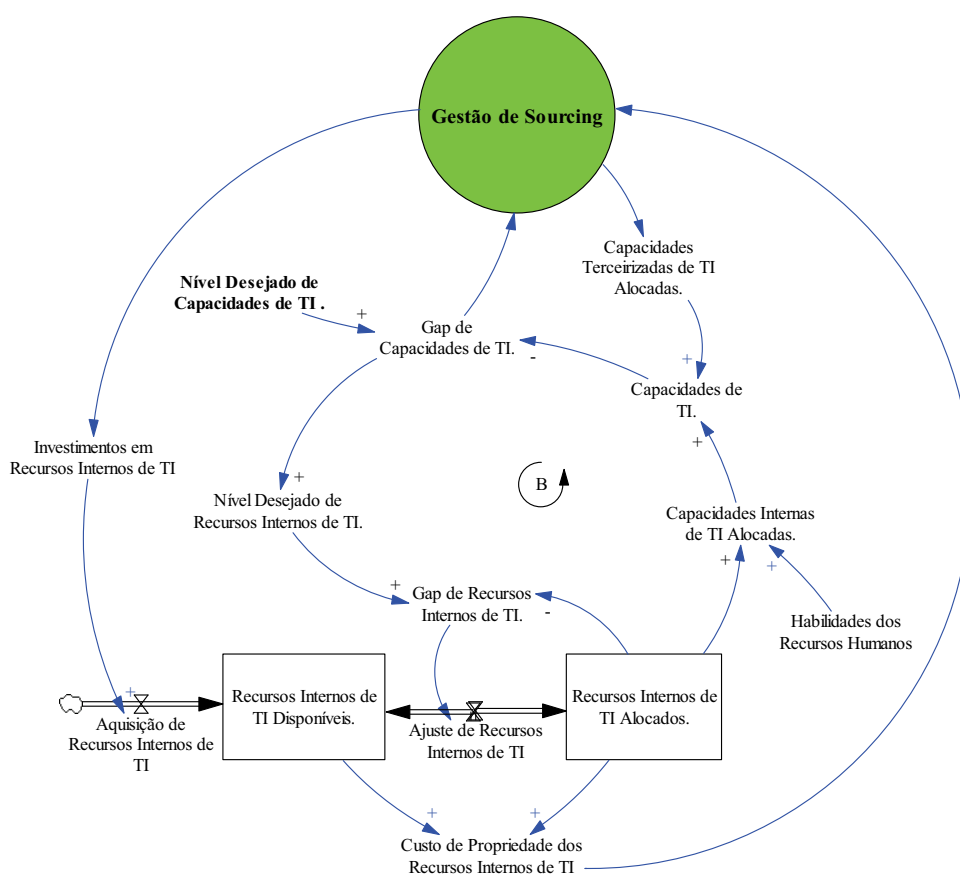 Gestão de Sourcing
Capacidades
Terceirizadas de TI
Alocadas.
Nível Desejado de
Capacidades de TI .
+
Gap de
Capacidades de TI.
-
+
Capacidades de
TI.
+
Investimentos em
Recursos Internos de TI
+
Nível Desejado de
Recursos Internos de TI.
B
Capacidades Internas
de TI Alocadas.
+
+
+
Gap de Recursos
Internos de TI.
-
Habilidades dos
Recursos Humanos
+
Aquisição de
Recursos Internos de
TI
Recursos Internos de
TI Disponíveis.
Ajuste de Recursos
Internos de TI
Recursos Internos de
TI Alocados.
+
+
Custo de Propriedade dos
Recursos Internos de TI